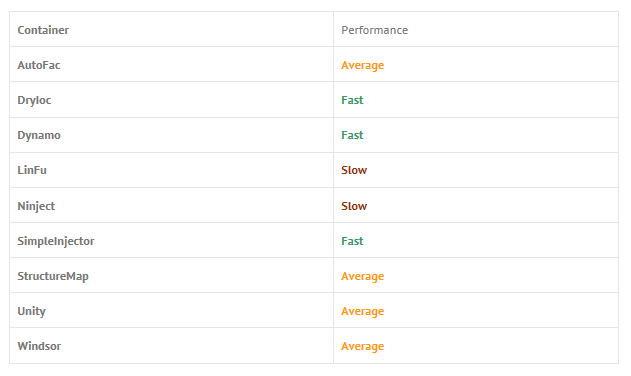 Container Performance
AutoFac Average
DryIoc Fast
Dynamo Fast
LinFu Slow
Ninject Slow
SimpleInjector Fast
StructureMap Average
Unity Average
Windsor Average